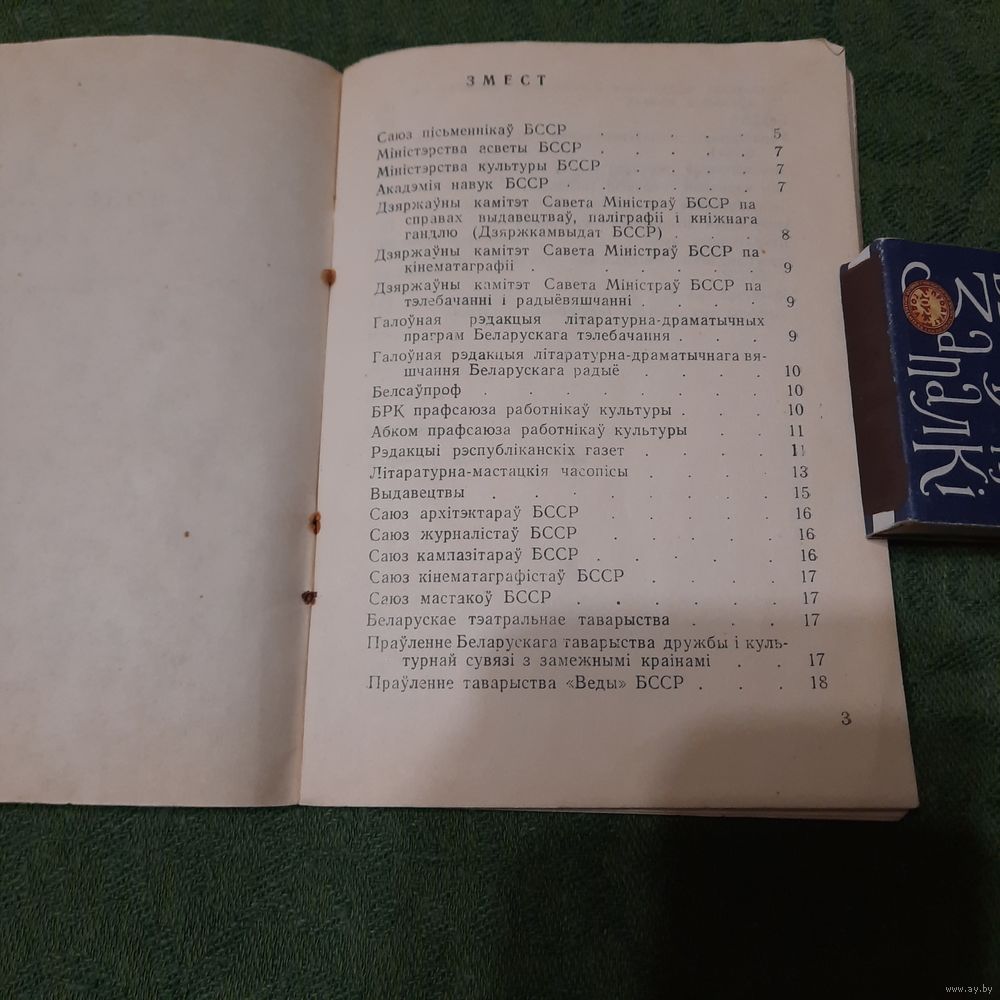 ЗМЕСТ
Саюз пісьменнікаў БССР . . . . . 5
Міністэрства асветы БССР . . . . . 7
Міністэрства культуры БССР . . . . 7
Акадэмія навук БССР . . . . . . 7
Дзяржаўны камітэт Савета Міністраў БССР па
справах выдавецтваў, паліграфіі і кніжнага
гандлю (Дзяржкамвыдат БССР) . . . 8
Дзяржаўны камітэт Савета Міністраў БССР па
кінематаграфіі . . . . . . . 9
Дзяржаўны камітэт Савета Міністраў БССР па
тэлебачанні і радыёвяшчанні . . . . 9
Галоўная рэдакцыя літаратурна-драматычных
праграм Беларускага тэлебачання . . . 9
Галоўная рэдакцыя літаратурна-драматычнага вя-
шчання Беларускага радыё . . . . 10
Белсаўпроф . . . . . . . . 10
БРК прафсаюза работнікаў культуры . . . 10
Абком прафсаюза работнікаў культуры . . 11
Рэдакцыі рэспубліканскіх газет . . . . 11
Літаратурна-мастацкія часопісы . . . . 13
Выдавецтвы . . . . . . . . 15
Саюз архітэктараў БССР . . . . . 16
Саюз журналістаў БССР . . . . . 16
Саюз кампазітараў БССР . . . . . 16
Саюз кінематаграфістаў БССР . . . . 17
Саюз мастакоў БССР . . . . . 17
Беларускае тэатральнае таварыства . . . 17
Праўленне Беларускага таварыства дружбы і куль-
турнай сувязі з замежнымі краінамі . . 17
Праўленне таварыства «Веды» БССР . . . 18
3
Запалкі
www.ay.by